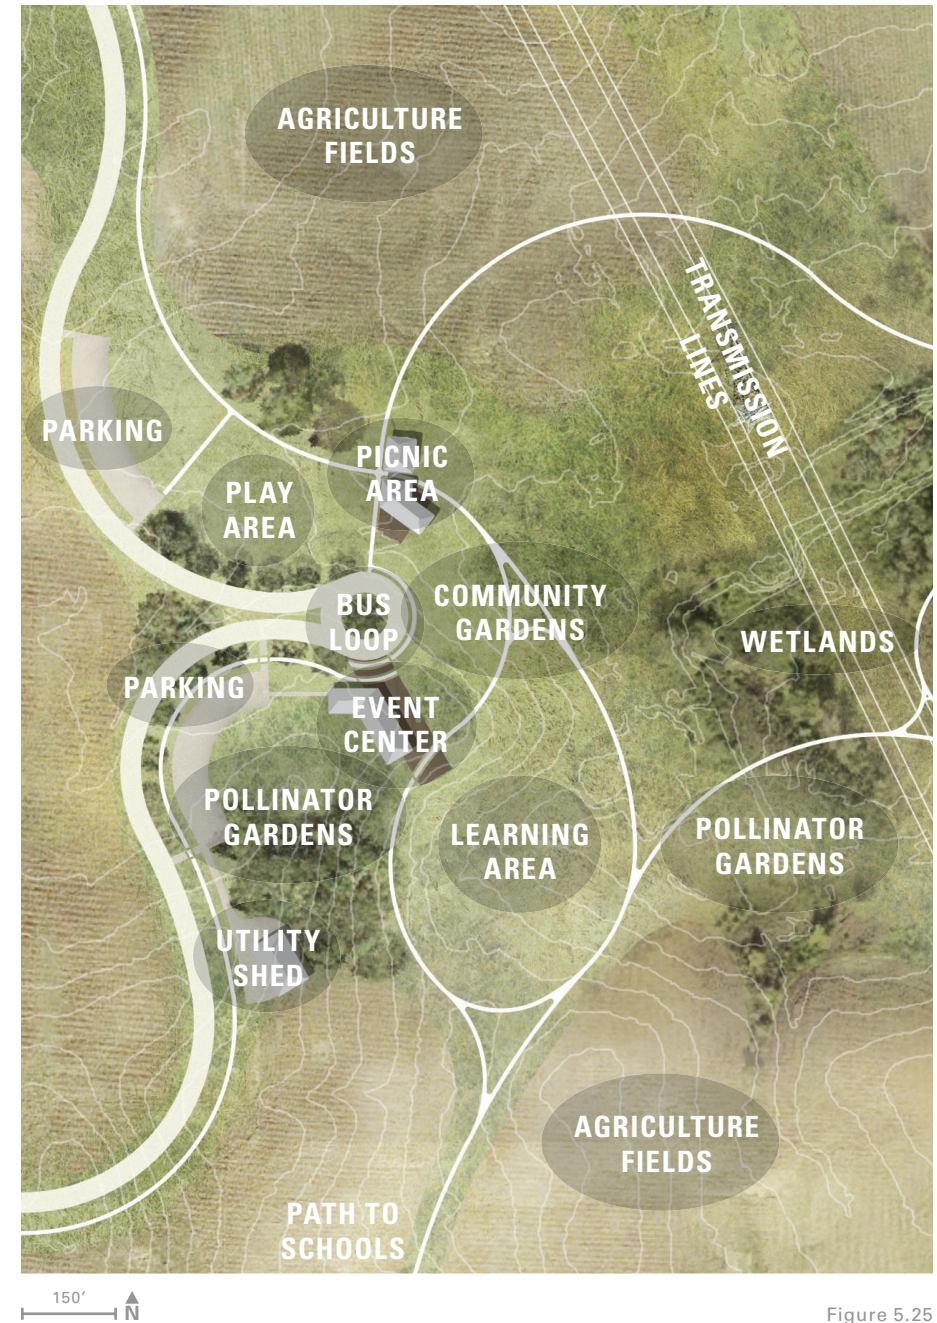 AGRICULTURE
FIELDS
TRANSMISSION
LINES
PARKING
PICNIC
AREA
PLAY
AREA
BUS
LOOP
COMMUNITY
GARDENS
WETLANDS
PARKING
EVENT
CENTER
POLLINATOR
GARDENS
LEARNING
AREA
POLLINATOR
GARDENS
UTILITY
SHED
AGRICULTURE
FIELDS
PATH TO
SCHOOLS
150′
N
Figure 5.25